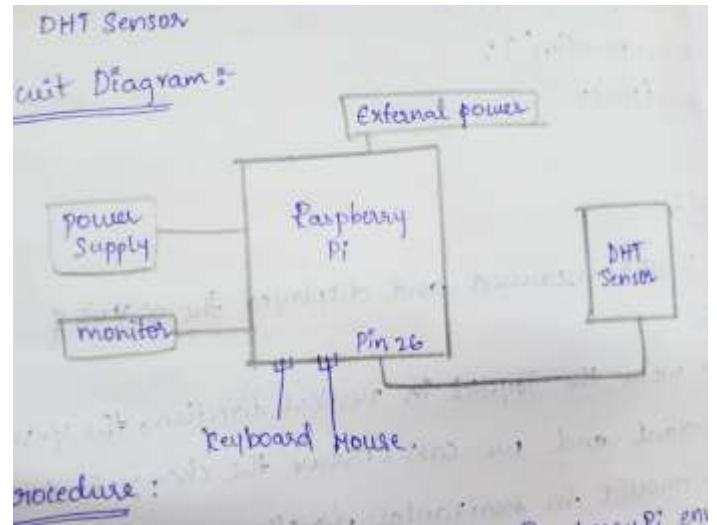 DHT Sensor
cuit Diagram :-
External power
power
Supply
Raspberry
Pi
DHT
Sensor
monitor
Pin 26
Keyboard Mouse.
rocedure :